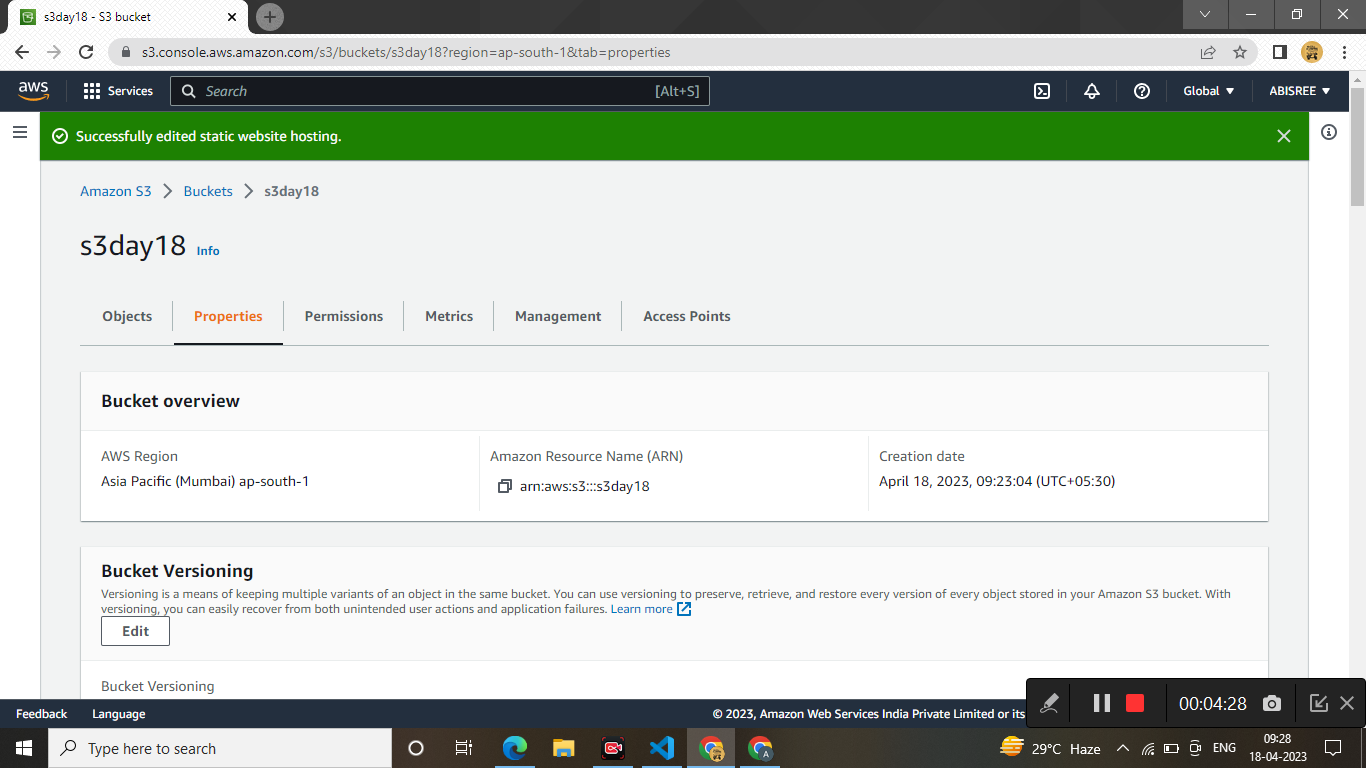 s3day18 - S3 bucket
s3.console.aws.amazon.com/s3/buckets/s3day18?region=ap-south-1&tab=properties
aws Services Search [Alt+S] Global ABISREE
Successfully edited static website hosting.
Amazon S3 Buckets s3day18
s3day18 Info
Objects Properties Permissions Metrics Management Access Points
Bucket overview
AWS Region Amazon Resource Name (ARN) Creation date
Asia Pacific (Mumbai) ap-south-1 arn:aws:s3:::s3day18 April 18, 2023, 09:23:04 (UTC+05:30)
Bucket Versioning
Versioning is a means of keeping multiple variants of an object in the same bucket. You can use versioning to preserve, retrieve, and restore every version of every object stored in your Amazon S3 bucket. With
versioning, you can easily recover from both unintended user actions and application failures. Learn more
Edit
Bucket Versioning
00:04:28
Feedback Language © 2023, Amazon Web Services India Private Limited or its
Type here to search A 29°C Haze ENG 09:28
18-04-2023